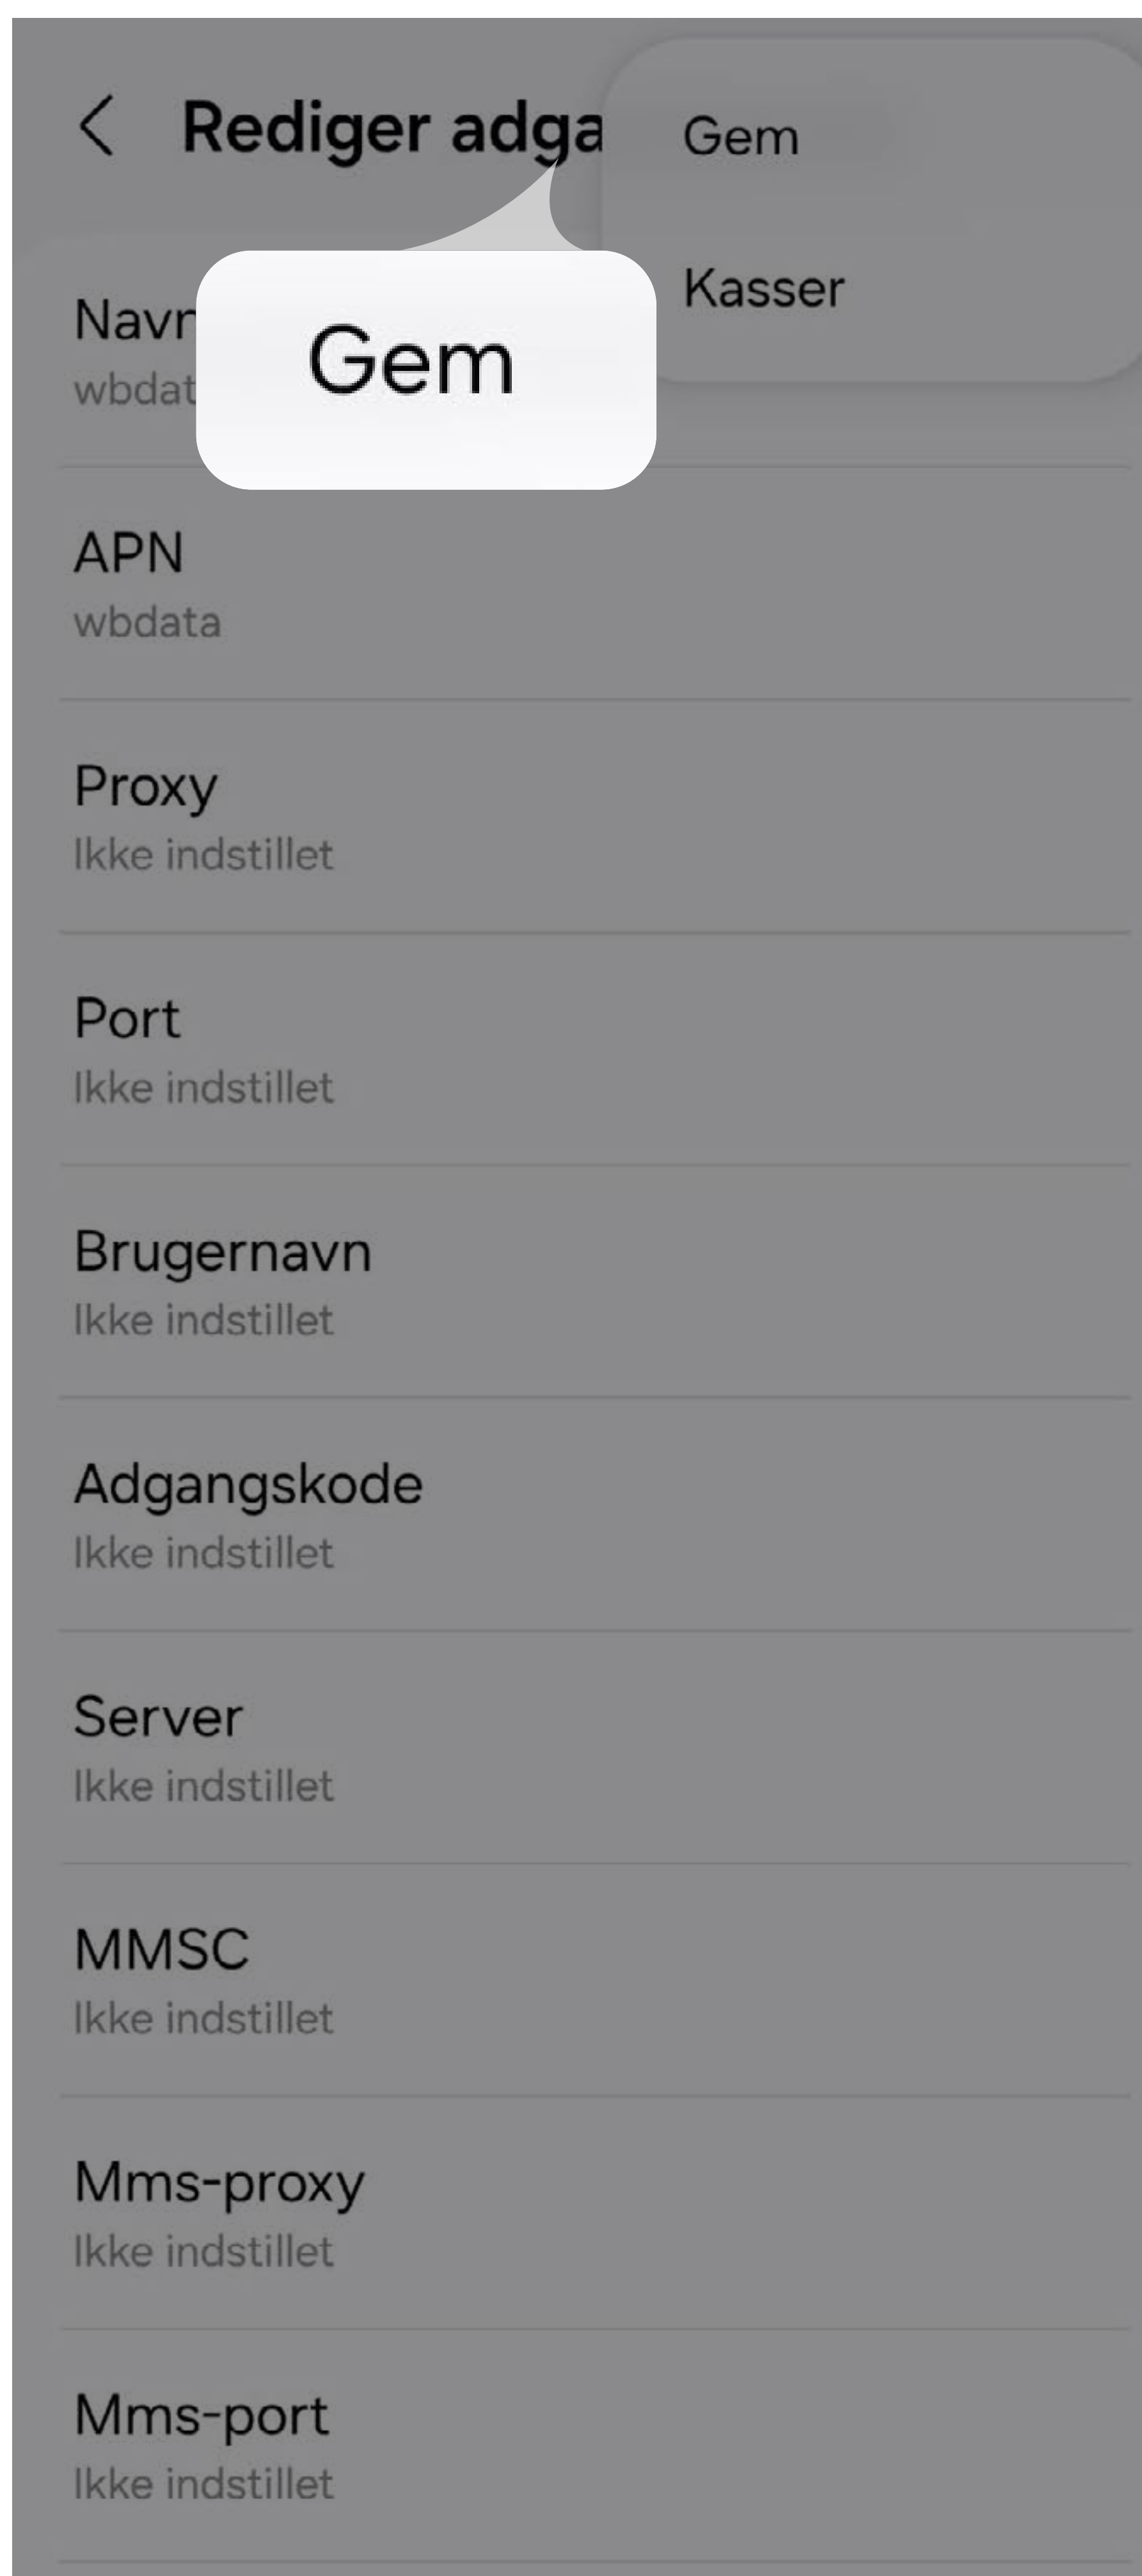 Rediger adga
Gem
Kasser
Gem
Navn
wbdat
APN
wbdata
Proxy
Ikke indstillet
Port
Ikke indstillet
Brugernavn
Ikke indstillet
Adgangskode
Ikke indstillet
Server
Ikke indstillet
MMSC
Ikke indstillet
Mms-proxy
Ikke indstillet
Mms-port
Ikke indstillet